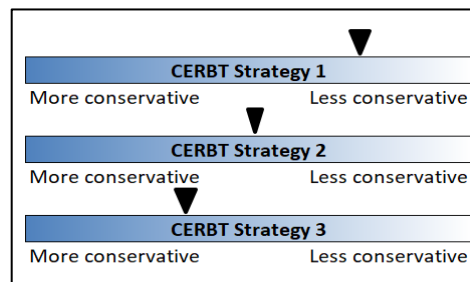 CERBT Strategy 1
More conservative Less conservative
CERBT Strategy 2
More conservative Less conservative
CERBT Strategy 3
More conservative Less conservative